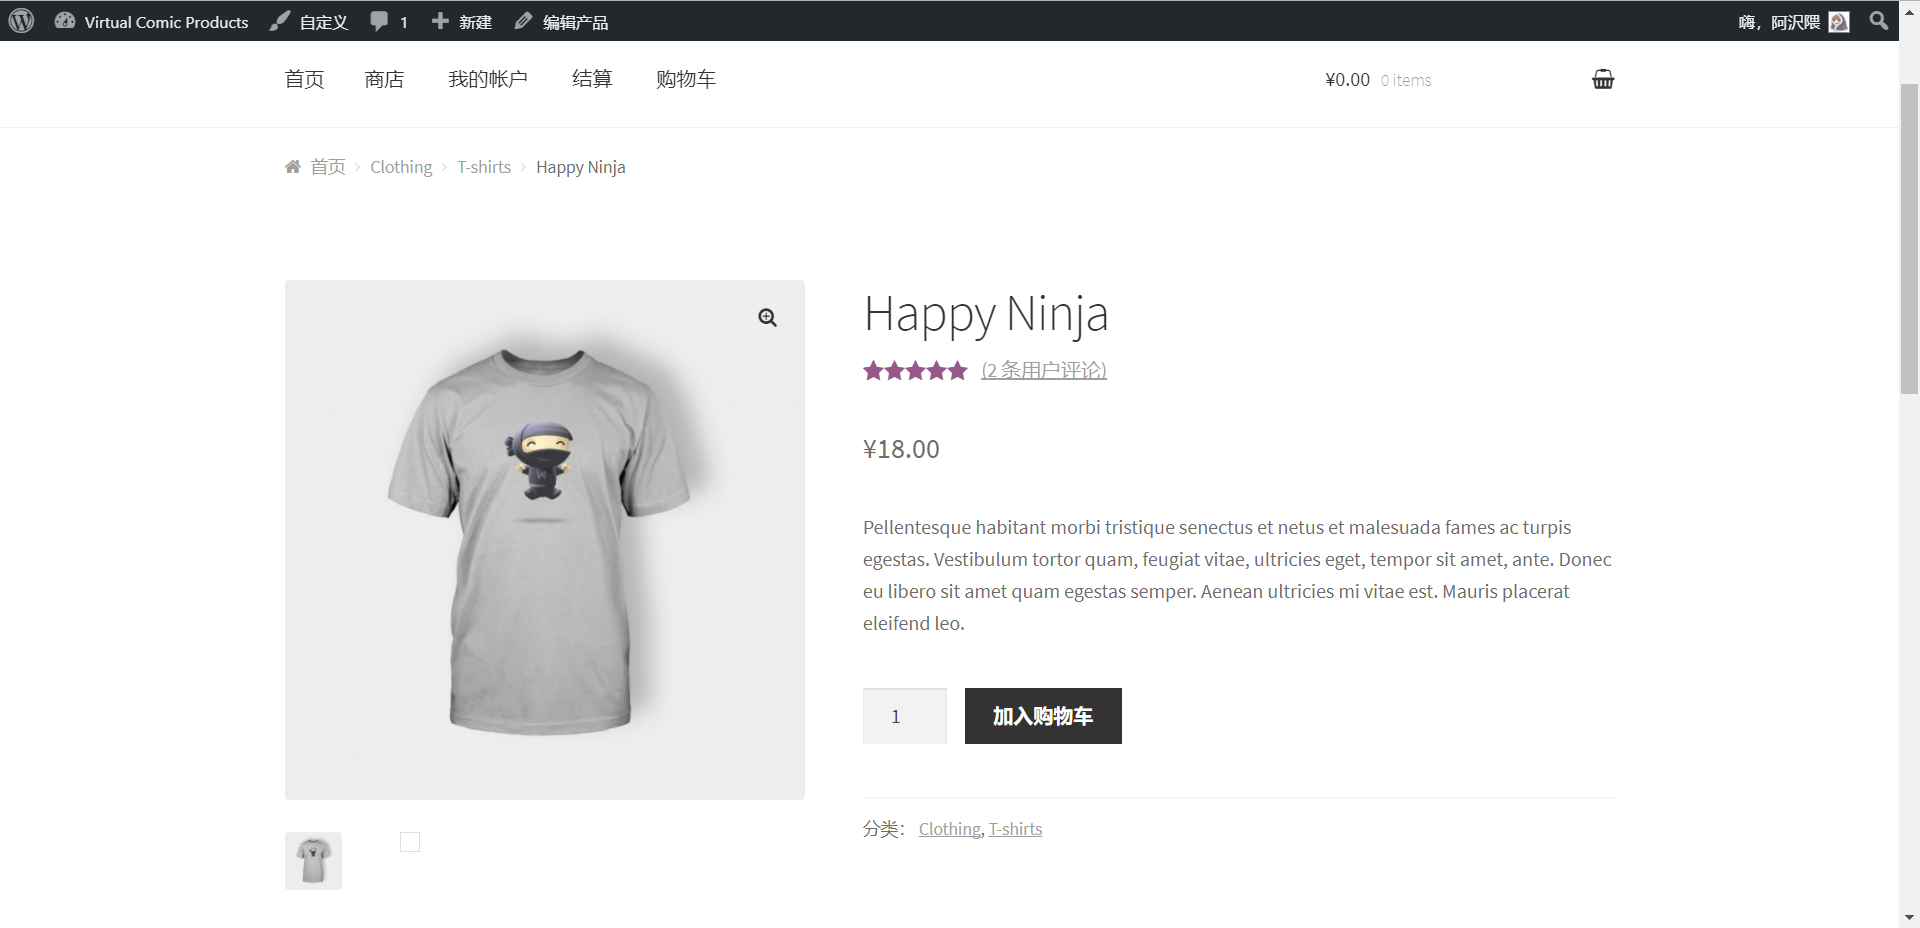 Virtual Comic Products 自定义 1 新建 编辑产品 嗨，阿沢隈
首页 商店 我的帐户 结算 购物车 ¥0.00 0 items
首页 Clothing T-shirts Happy Ninja
Happy Ninja
(2 条用户评论)
¥18.00
W
Pellentesque habitant morbi tristique senectus et netus et malesuada fames ac turpis
egestas. Vestibulum tortor quam, feugiat vitae, ultricies eget, tempor sit amet, ante. Donec
eu libero sit amet quam egestas semper. Aenean ultricies mi vitae est. Mauris placerat
eleifend leo.
1 加入购物车
分类： Clothing, T-shirts